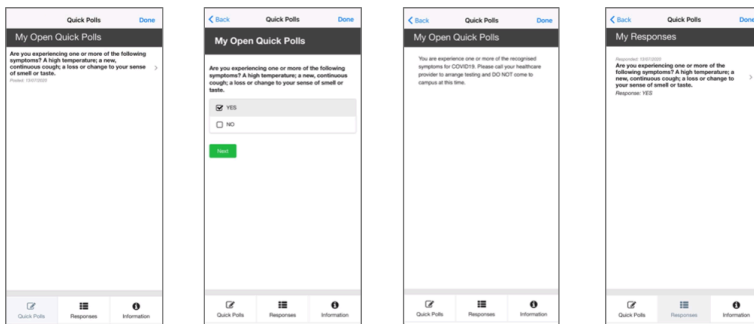 Quick Polls Done
My Open Quick Polls
Are you experiencing one or more of the following
symptoms? A high temperature; a new,
continuous cough; a loss or change to your sense
of smell or taste.
Posted: 13/07/2020
Quick Polls Responses Information
Back Quick Polls Done
My Open Quick Polls
Are you experiencing one or more of the following
symptoms? A high temperature; a new, continuous
cough; a loss or change to your sense of smell or
taste.
YES
NO
Next
Quick Polls Responses Information
Back Quick Polls Done
My Open Quick Polls
You are experience one or more of the recognised
symptoms for COVID19. Please call your healthcare
provider to arrange testing and DO NOT come to
campus at this time.
Quick Polls Responses Information
Back Quick Polls Done
My Responses
Responded: 13/07/2020
Are you experiencing one or more of the
following symptoms? A high temperature; a
new, continuous cough; a loss or change to
your sense of smell or taste.
Response: YES
Quick Polls Responses Information